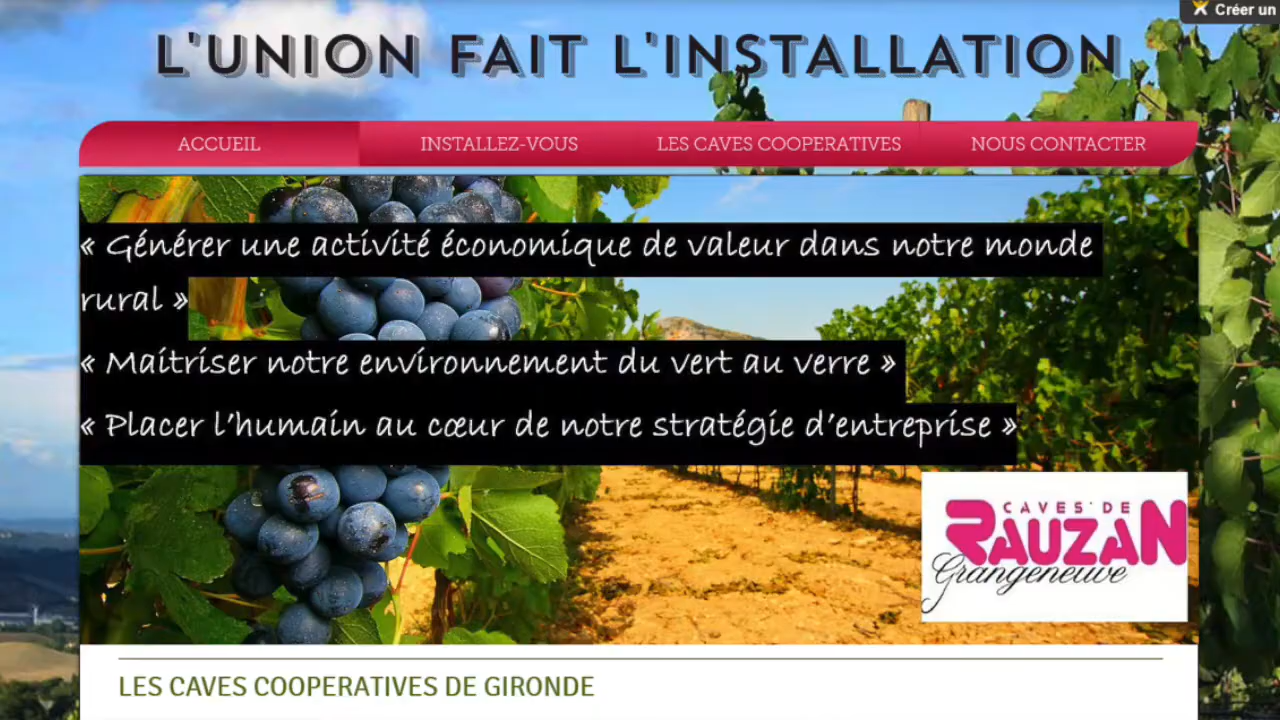 Créer un
L'UNION FAIT L'INSTALLATION
ACCUEIL
INSTALLEZ-VOUS
LES CAVES COOPERATIVES
NOUS CONTACTER
« Générer une activité économique de valeur dans notre monde
rural »
« Maitriser notre environnement du vert au verre »
« Placer l’humain au cœur de notre stratégie d’entreprise »
CAVES DE
RAUZAN
Grangeneuve
LES CAVES COOPERATIVES DE GIRONDE